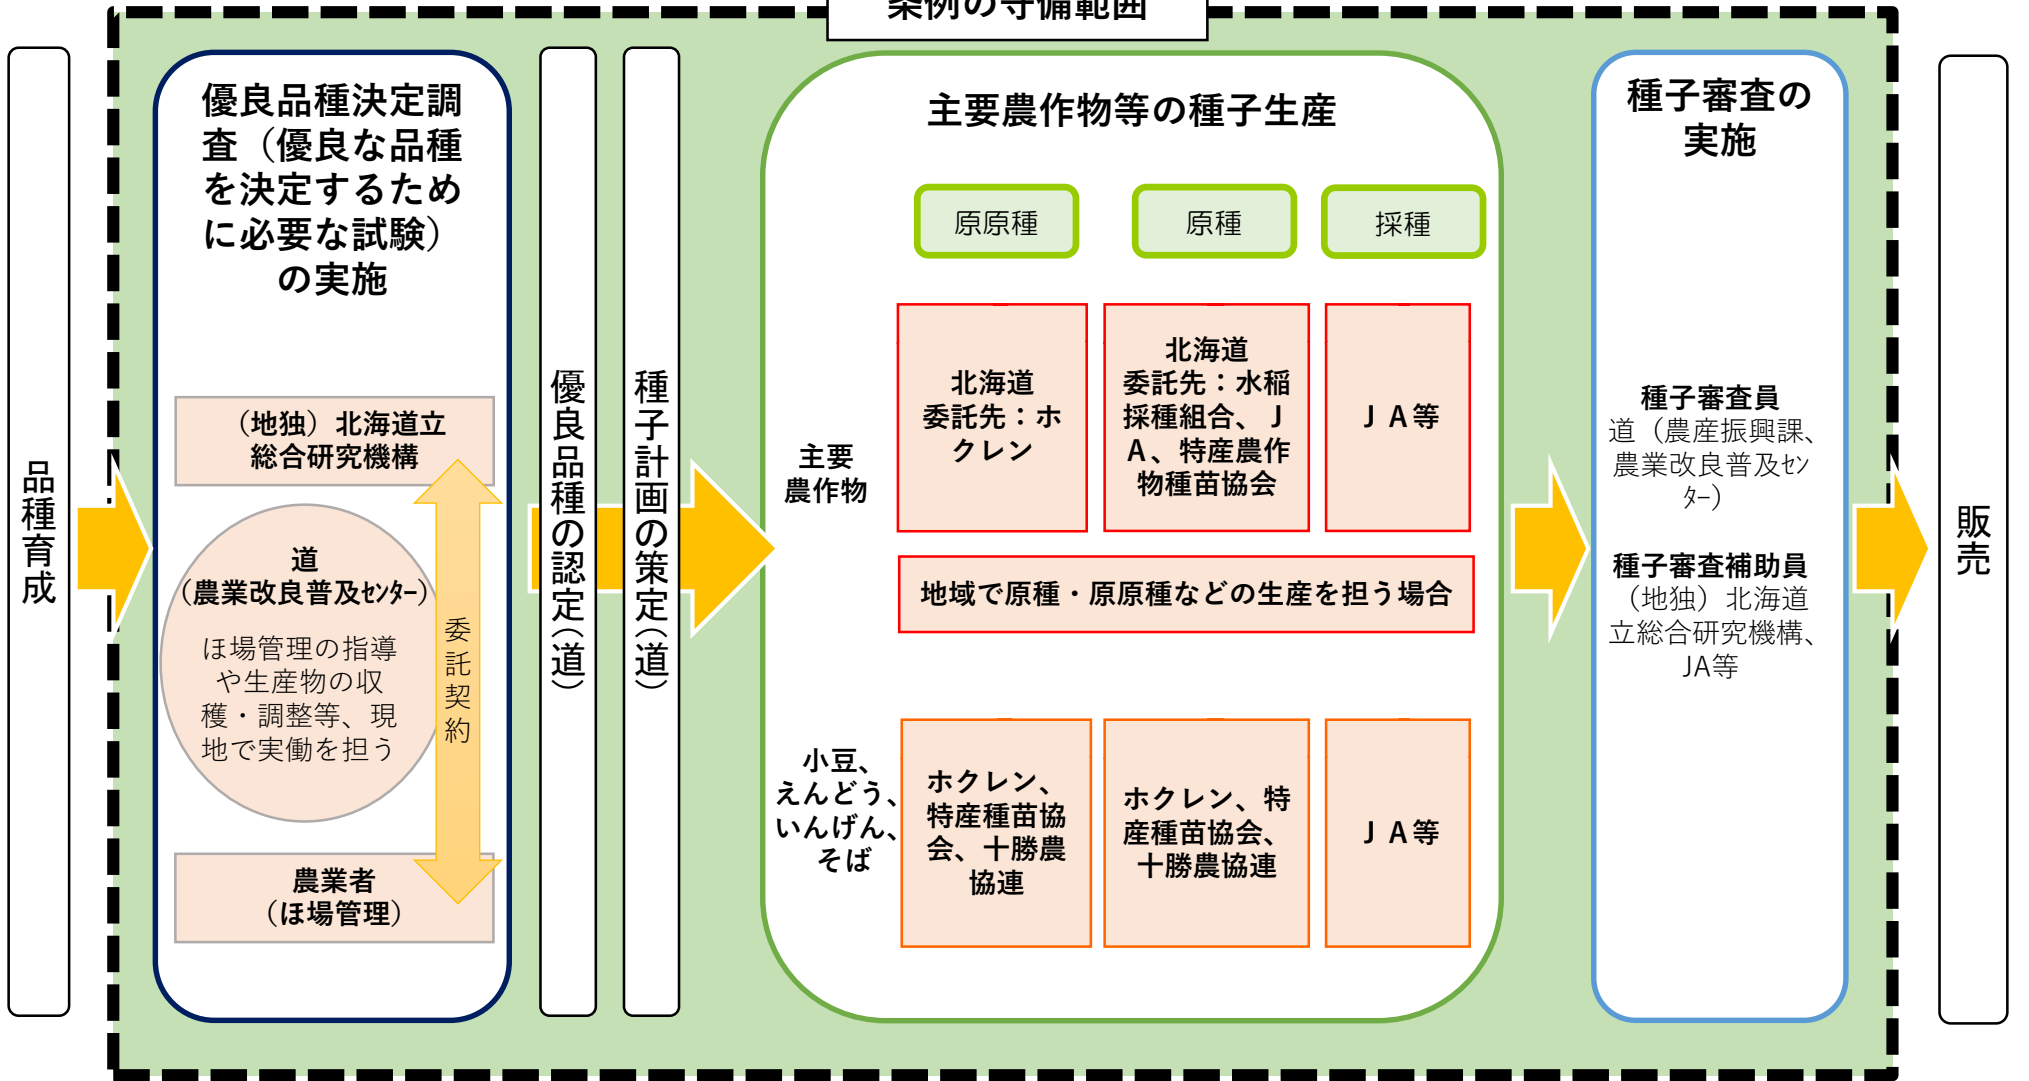 条例の守備範囲
品種育成
優良品種決定調
査（優良な品種
を決定するため
に必要な試験）
の実施
（地独）北海道立
総合研究機構
道
（農業改良普及ｾﾝﾀｰ）
ほ場管理の指導
や生産物の収
穫・調整等、現
地で実働を担う
委託契約
農業者
（ほ場管理）
優良品種の認定（道）
種子計画の策定（道）
主要農作物等の種子生産
原原種
原種
採種
主要
農作物
北海道
委託先：ホ
クレン
北海道
委託先：水稲
採種組合、Ｊ
Ａ、特産農作
物種苗協会
ＪＡ等
地域で原種・原原種などの生産を担う場合
小豆、
えんどう、
いんげん、
そば
ホクレン、
特産種苗協
会、十勝農
協連
ホクレン、特
産種苗協会、
十勝農協連
ＪＡ等
種子審査の
実施
種子審査員
道（農産振興課、
農業改良普及ｾﾝ
ﾀｰ）
種子審査補助員
（地独）北海道
立総合研究機構、
JA等
販売